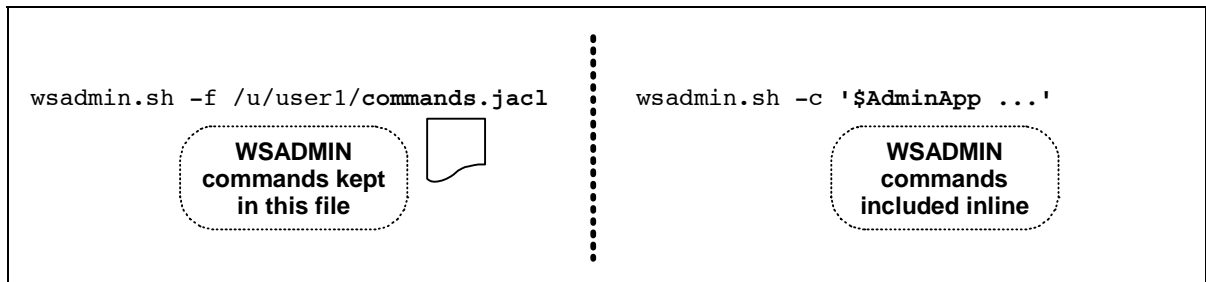 wsadmin.sh -f /u/user1/commands.jacl
WSADMIN
commands kept
in this file
wsadmin.sh -c '$AdminApp ...'
WSADMIN
commands
included inline